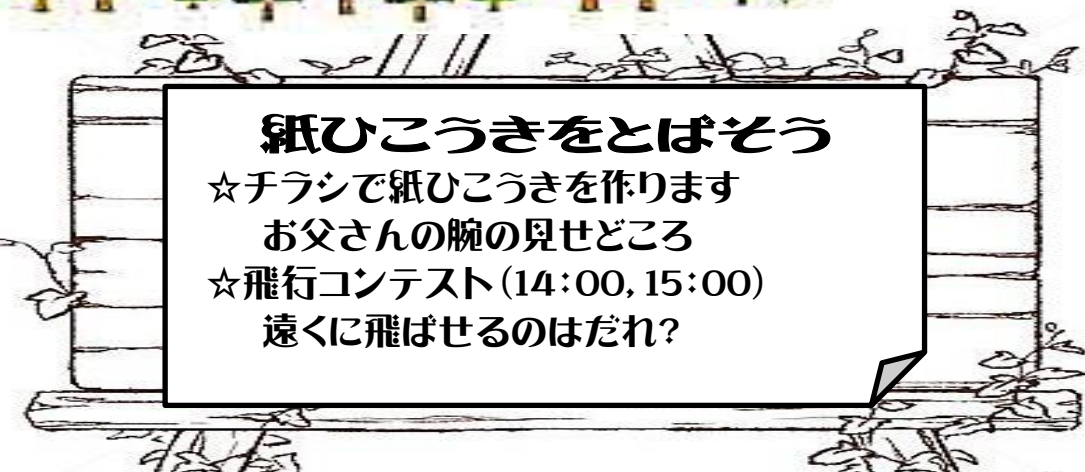 紙ひこうきをとばそう
☆チラシで紙ひこうきを作ります
お父さんの腕の見せどころ
☆飛行コンテスト(14:00,15:00)
遠くに飛ばせるのはだれ?